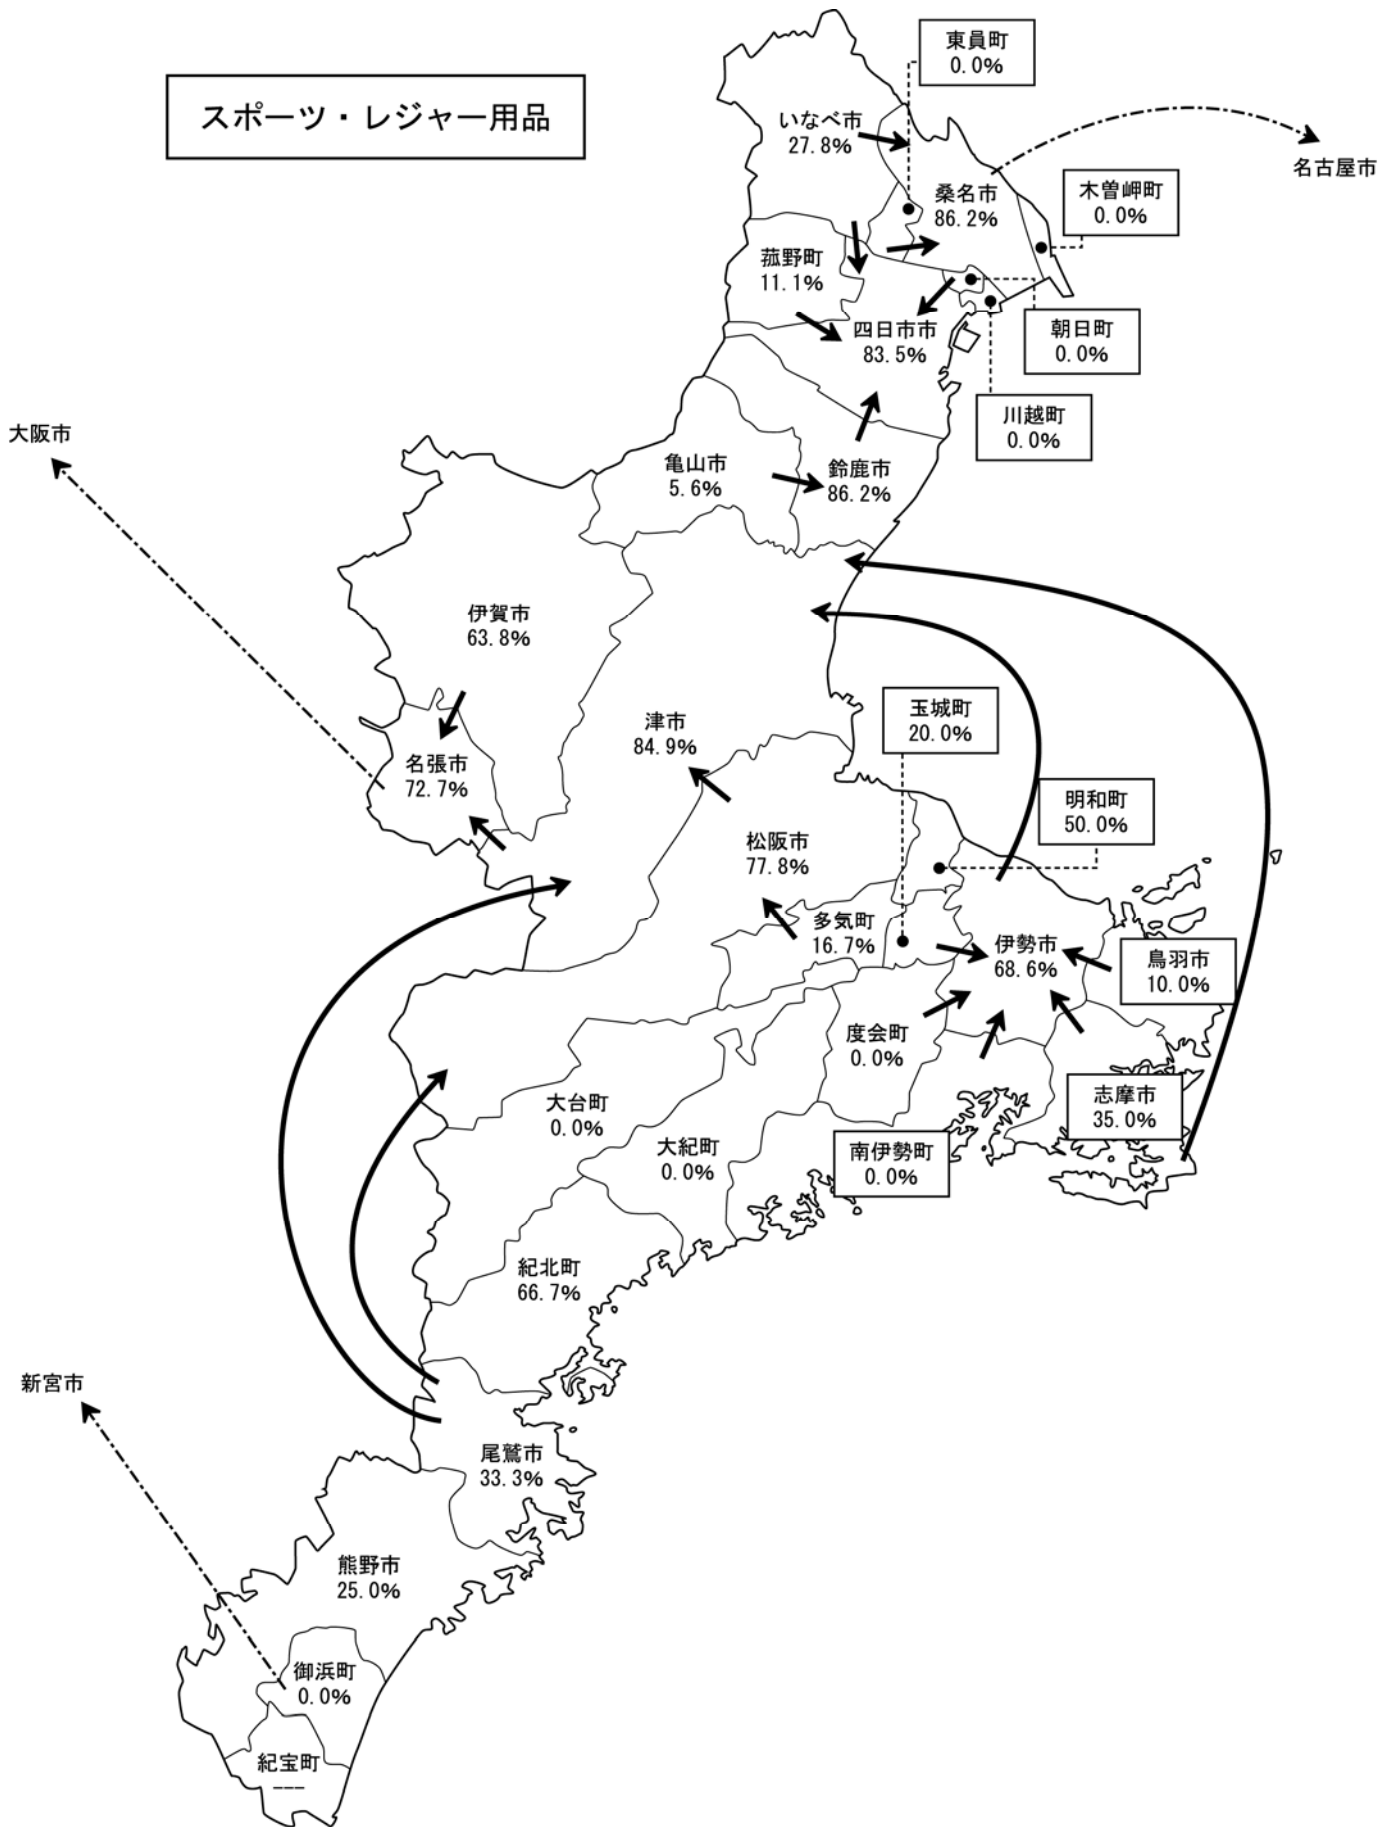 東員町
0.0%
スポーツ・レジャー用品
いなべ市
27.8%
名古屋市
桑名市
86.2%
木曽岬町
0.0%
菰野町
11.1%
四日市市
83.5%
朝日町
0.0%
川越町
0.0%
大阪市
亀山市
5.6%
鈴鹿市
86.2%
伊賀市
63.8%
津市
84.9%
玉城町
20.0%
名張市
72.7%
明和町
50.0%
松阪市
77.8%
多気町
16.7%
伊勢市
68.6%
鳥羽市
10.0%
度会町
0.0%
大台町
0.0%
志摩市
35.0%
大紀町
0.0%
南伊勢町
0.0%
紀北町
66.7%
新宮市
尾鷲市
33.3%
熊野市
25.0%
御浜町
0.0%
紀宝町
---